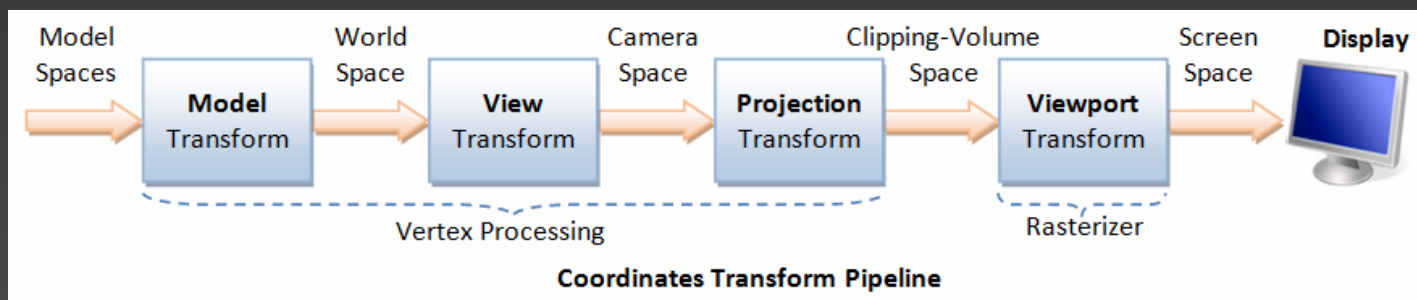 Model
Spaces
World
Space
Camera
Space
Clipping-Volume
Space
Screen
Space
Display
Model
Transform
View
Transform
Projection
Transform
Viewport
Transform
Vertex Processing
Rasterizer
Coordinates Transform Pipeline